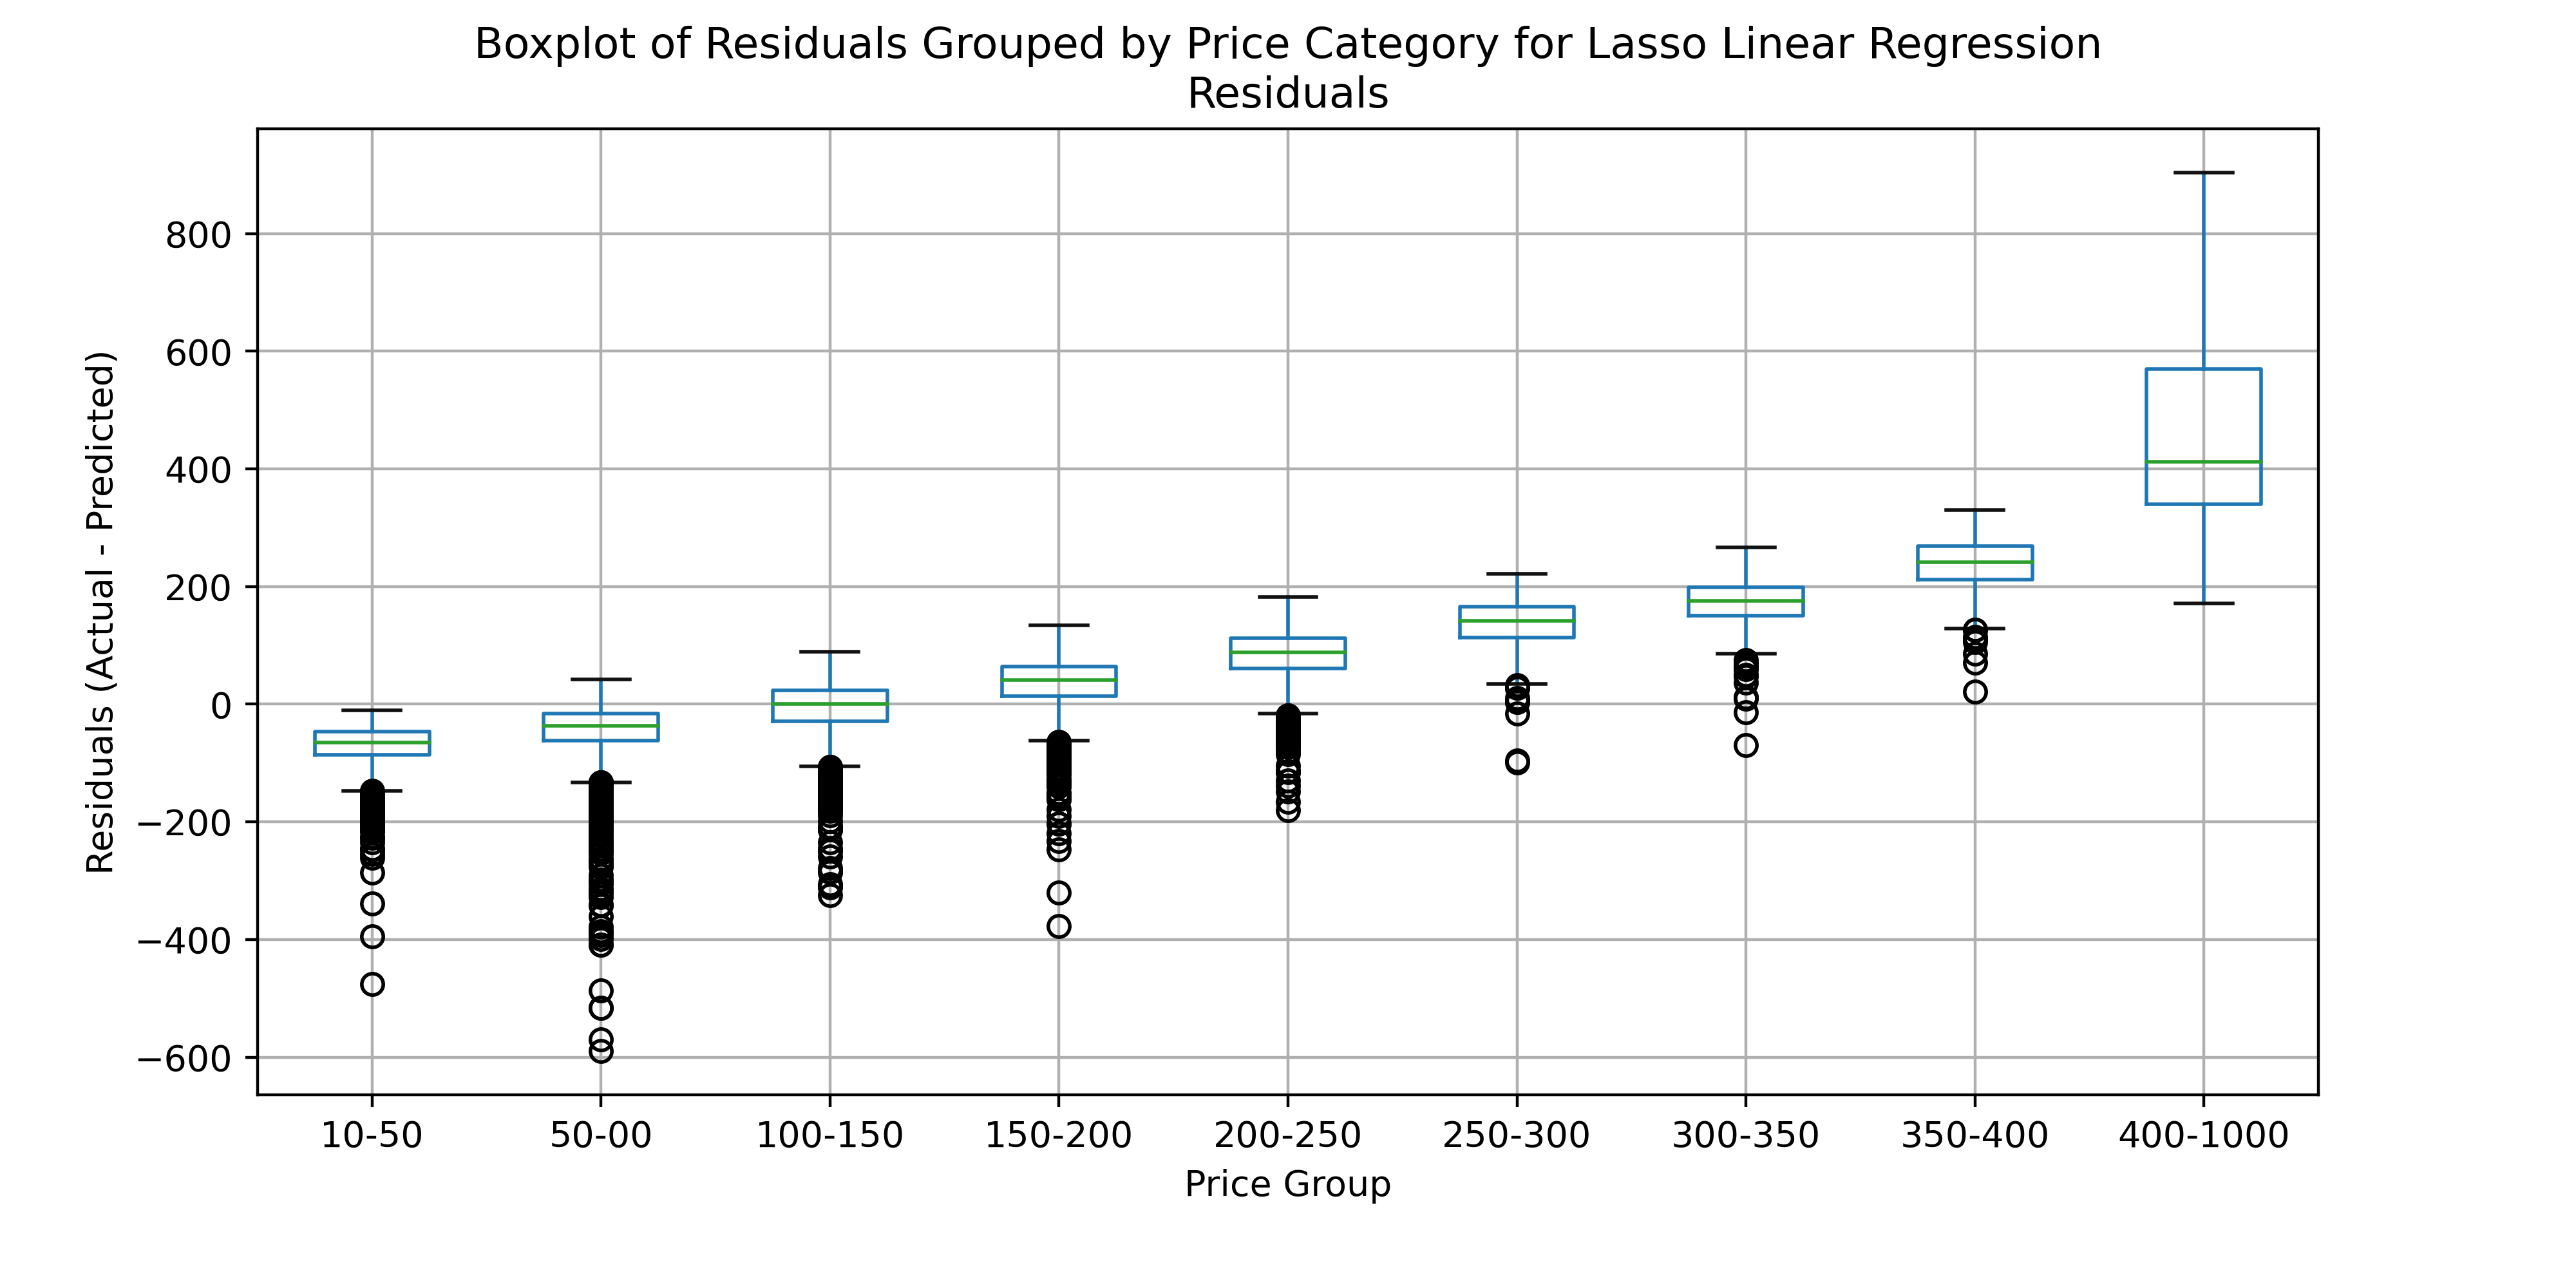 Boxplot of Residuals Grouped by Price Category for Lasso Linear Regression
Residuals
Residuals (Actual - Predicted)
800
600
400
200
0
−200
−400
−600
10-50 50-00 100-150 150-200 200-250 250-300 300-350 350-400 400-1000
Price Group